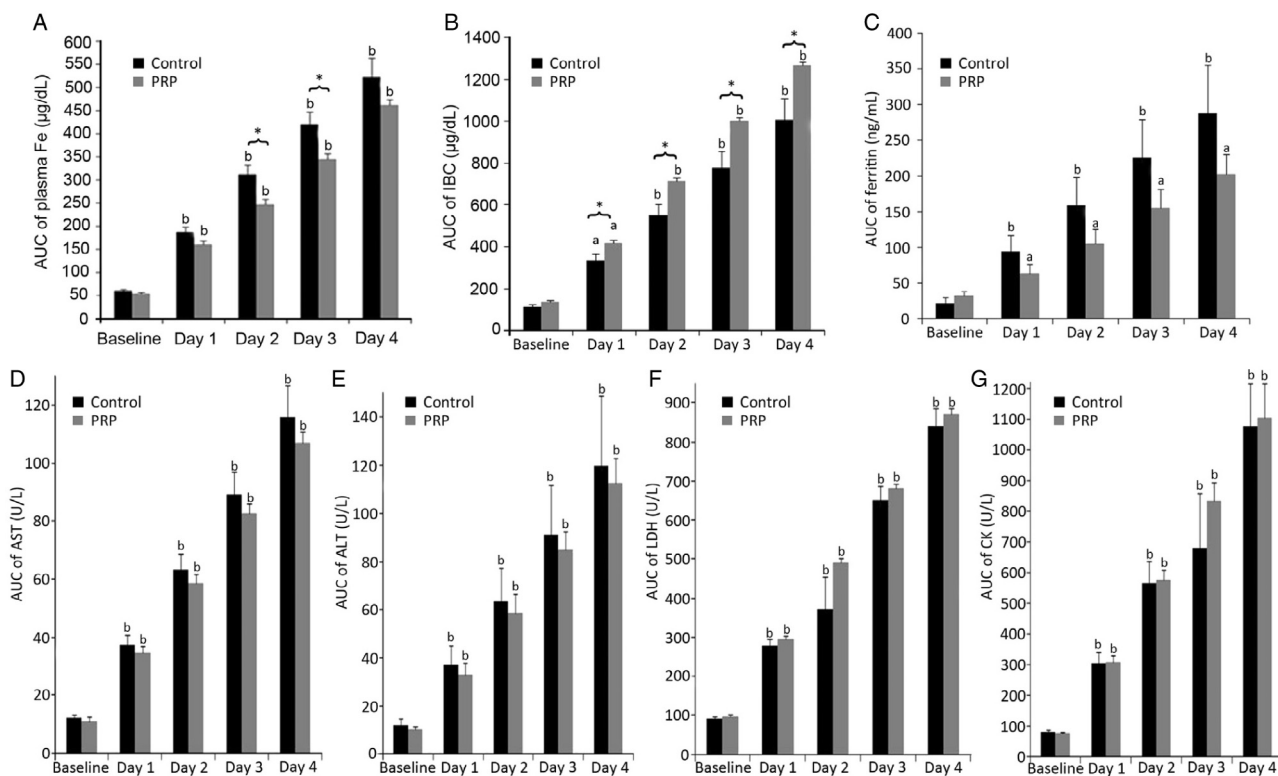 A
AUC of plasma Fe (µg/dL)
600
550
500
450
400
350
300
250
200
150
100
50
0
Control
PRP
b b
b b
*
b b
*
b b
Baseline Day 1 Day 2 Day 3 Day 4
B
AUC of IBC (µg/dL)
1400
1200
1000
800
600
400
200
0
Control
PRP
a a
*
b b
*
b b
*
b b
*
Baseline Day 1 Day 2 Day 3 Day 4
C
AUC of ferritin (ng/mL)
400
350
300
250
200
150
100
50
0
Control
PRP
b a
b a
b a
b a
Baseline Day 1 Day 2 Day 3 Day 4
D
AUC of AST (U/L)
120
100
80
60
40
20
0
Control
PRP
b b
b b
b b
b b
Baseline Day 1 Day 2 Day 3 Day 4
E
AUC of ALT (U/L)
140
120
100
80
60
40
20
0
Control
PRP
b b
b b
b b
b b
Baseline Day 1 Day 2 Day 3 Day 4
F
AUC of LDH (U/L)
900
800
700
600
500
400
300
200
100
0
Control
PRP
b b
b b
b b
b b
Baseline Day 1 Day 2 Day 3 Day 4
G
AUC of CK (U/L)
1200
1100
1000
900
800
700
600
500
400
300
200
100
0
Control
PRP
b b
b b
b b
b b
Baseline Day 1 Day 2 Day 3 Day 4